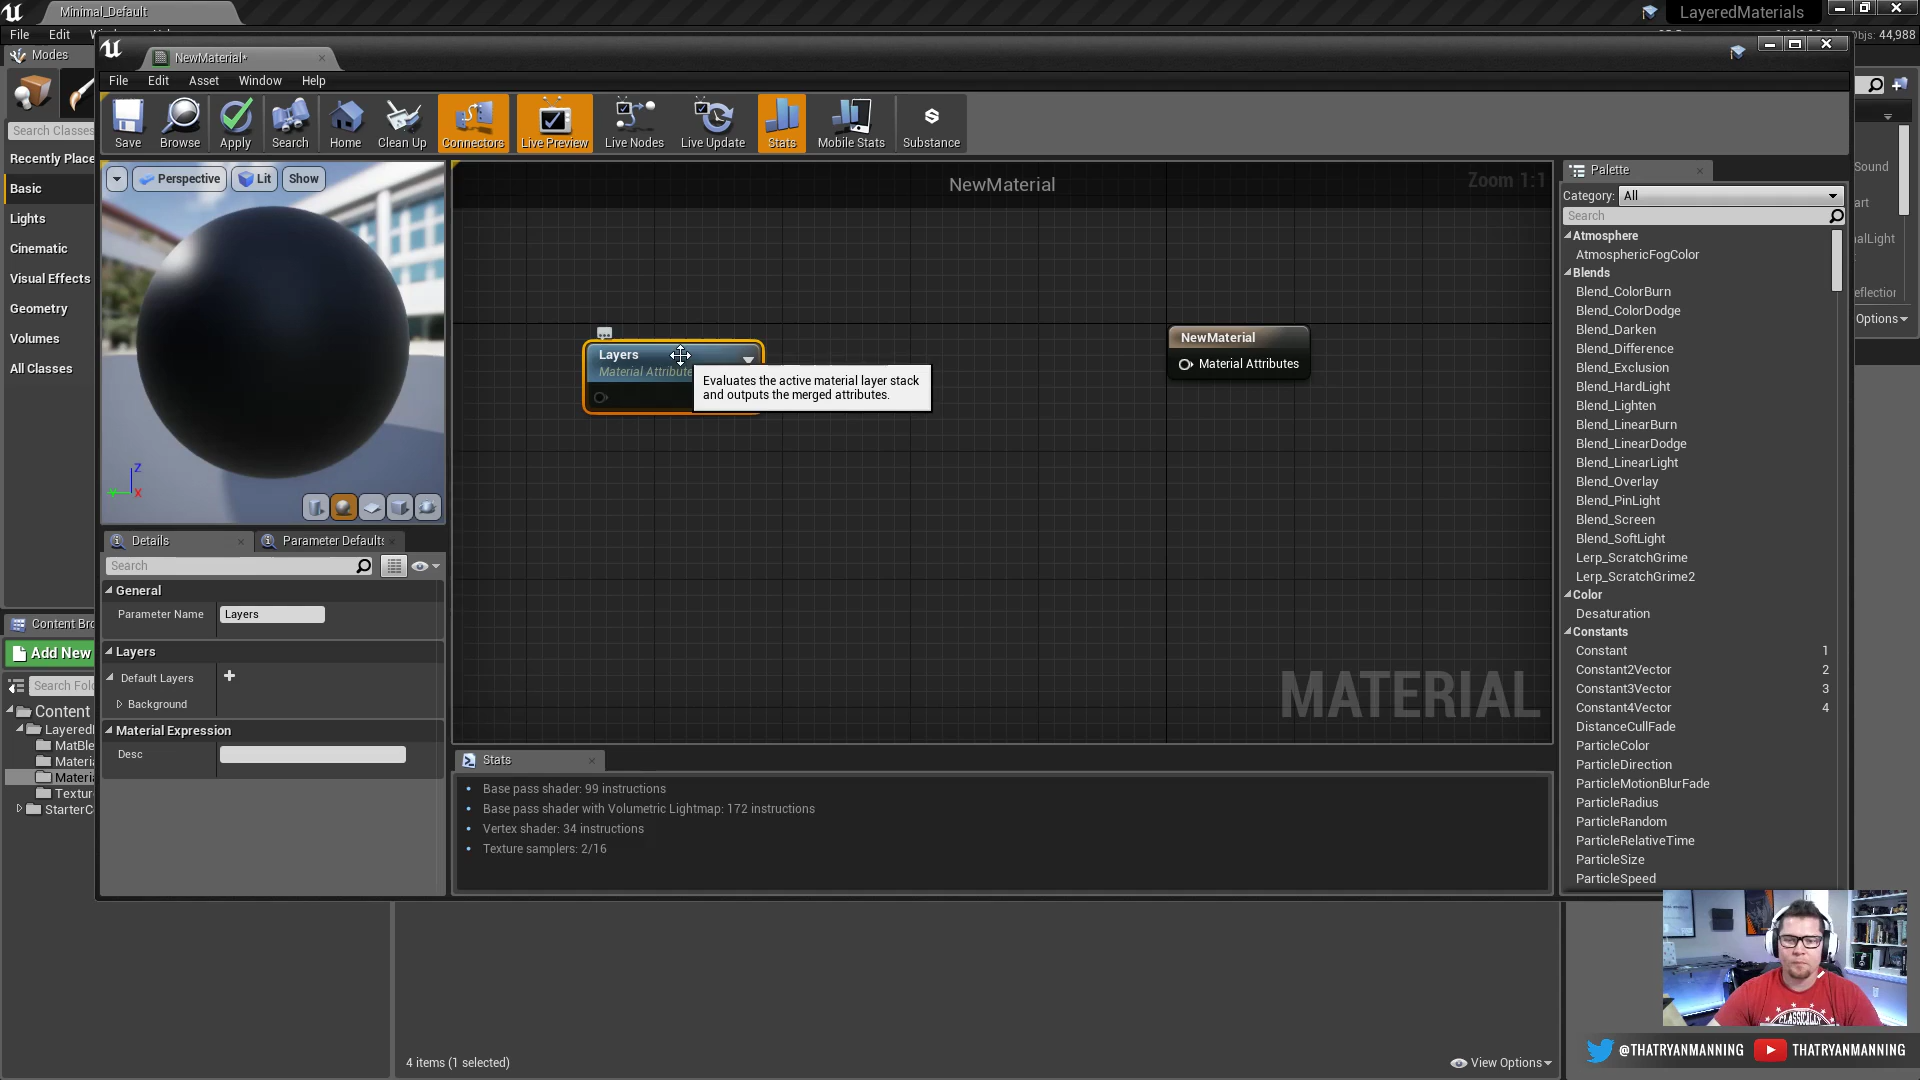 Minimal_Default
LayeredMaterials
File Edit
Objs: 44,988
Modes
NewMaterial*
File Edit Asset Window Help
Save Browse Apply Search Home Clean Up Connectors Live Preview Live Nodes Live Update Stats Mobile Stats Substance
Search Classes
Recently Place
Basic
Lights
Cinematic
Visual Effects
Geometry
Volumes
All Classes
Perspective Lit Show
Z
X
NewMaterial
Zoom 1:1
Layers
Material Attribute
Evaluates the active material layer stack
and outputs the merged attributes.
NewMaterial
Material Attributes
MATERIAL
Palette
Category: All
Search
Atmosphere
AtmosphericFogColor
Blends
Blend_ColorBurn
Blend_ColorDodge
Blend_Darken
Blend_Difference
Blend_Exclusion
Blend_HardLight
Blend_Lighten
Blend_LinearBurn
Blend_LinearDodge
Blend_LinearLight
Blend_Overlay
Blend_PinLight
Blend_Screen
Blend_SoftLight
Lerp_ScratchGrime
Lerp_ScratchGrime2
Color
Desaturation
Constants
Constant 1
Constant2Vector 2
Constant3Vector 3
Constant4Vector 4
DistanceCullFade
ParticleColor
ParticleDirection
ParticleMotionBlurFade
ParticleRadius
ParticleRandom
ParticleRelativeTime
ParticleSize
ParticleSpeed
Sound
art
nalLight
eflection
Options
Details Parameter Defaults
Search
General
Parameter Name Layers
Layers
Default Layers
Background
Material Expression
Desc
Content Bro
Add New
Search Fol
Content
Layered
MatBle
Materia
Materia
Textur
StarterC
Stats
Base pass shader: 99 instructions
Base pass shader with Volumetric Lightmap: 172 instructions
Vertex shader: 34 instructions
Texture samplers: 2/16
4 items (1 selected)
View Options
CLASSICALLY
@THATRYANMANNING THATRYANMANNING